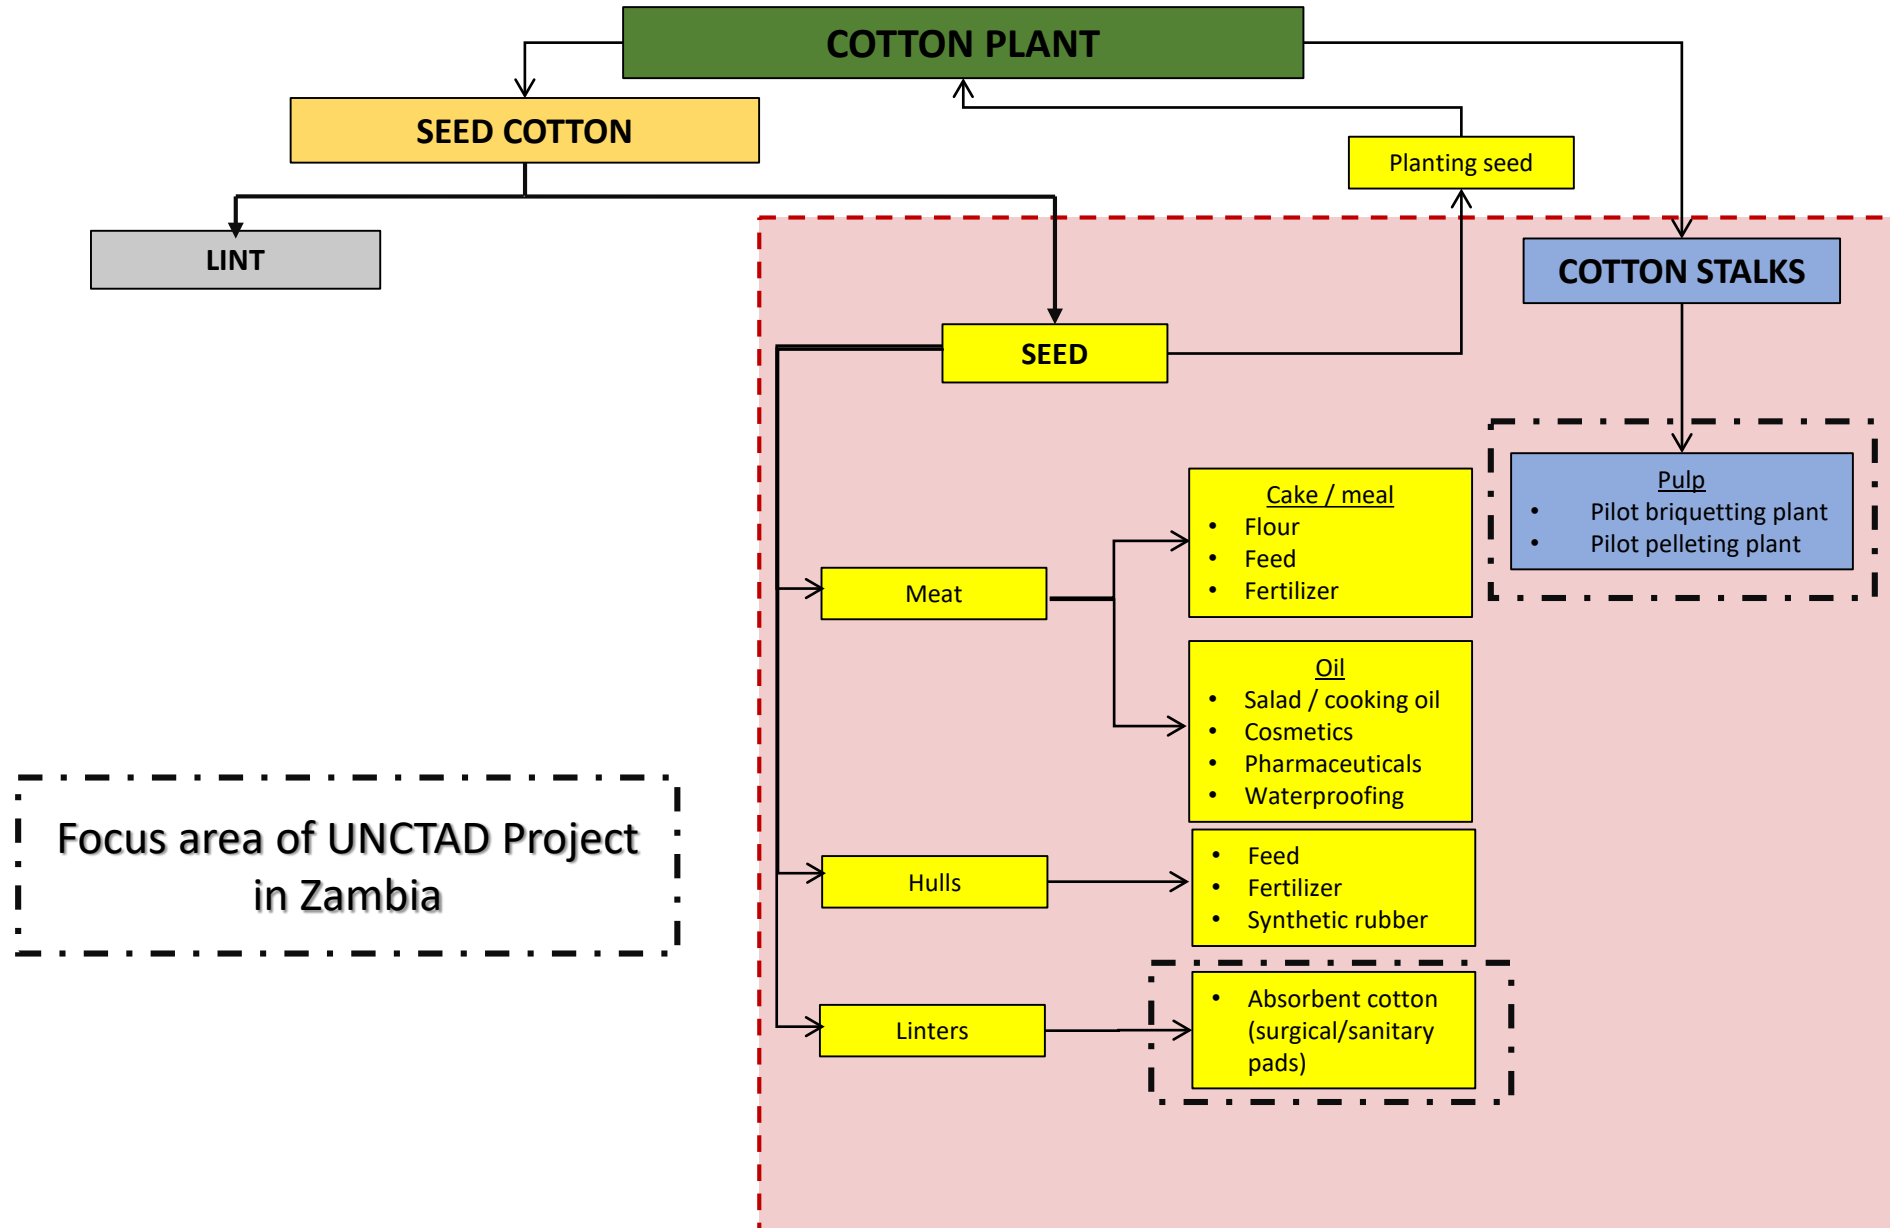 COTTON PLANT
SEED COTTON
Planting seed
LINT
COTTON STALKS
SEED
Pulp
• Pilot briquetting plant
• Pilot pelleting plant
Cake / meal
• Flour
• Feed
• Fertilizer
Meat
Oil
• Salad / cooking oil
• Cosmetics
• Pharmaceuticals
• Waterproofing
Focus area of UNCTAD Project
in Zambia
Hulls
• Feed
• Fertilizer
• Synthetic rubber
Linters
• Absorbent cotton
(surgical/sanitary
pads)